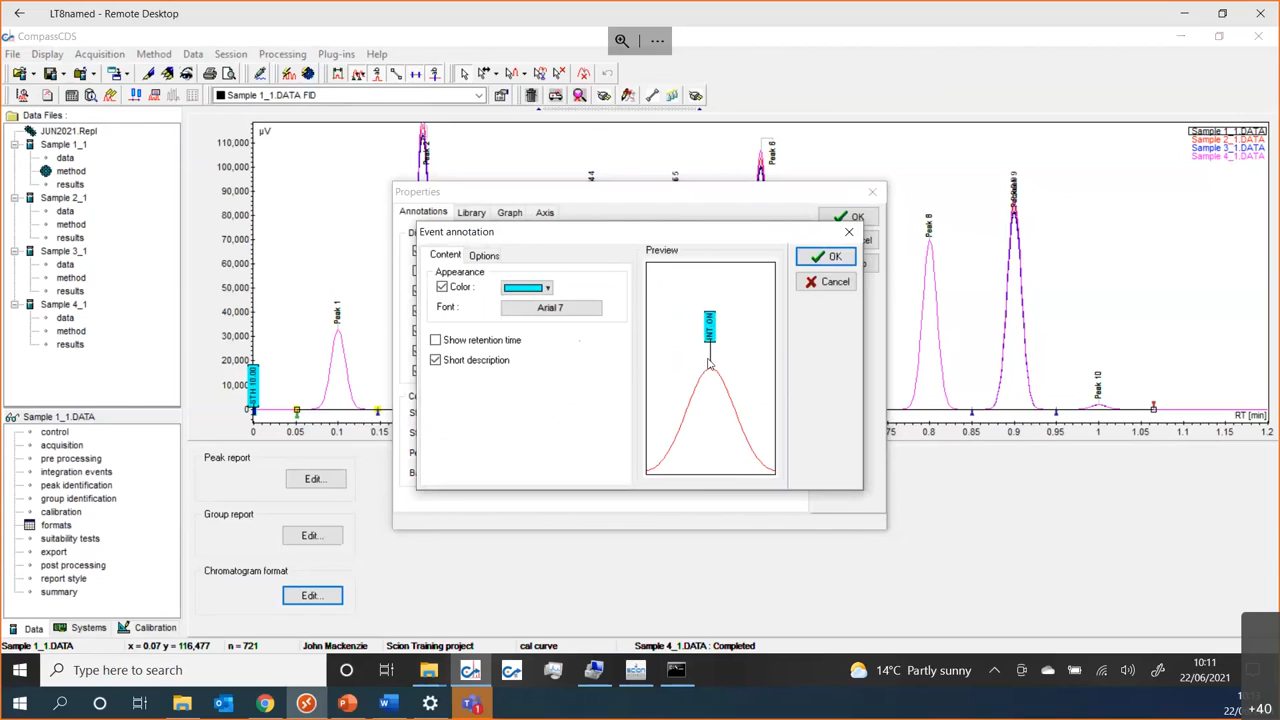 LT8named - Remote Desktop
CompassCDS
File Display Acquisition Method Data Session Processing Plug-ins Help
Sample 1_1.DATA FID
Data Files :
JUN2021.Repl
Sample 1_1
data
method
results
Sample 2_1
data
method
results
Sample 3_1
data
method
results
Sample 4_1
data
method
results
µV
110,000
100,000
90,000
80,000
70,000
60,000
50,000
40,000
30,000
20,000
10,000
0
-STH 10.00
Peak 1
Peak 2
Peak 6
Peak 8
Peak 10
Sample 1_1.DATA
Sample 2_1.DATA
Sample 3_1.DATA
Sample 4_1.DATA
0 0.05 0.1 0.15
0.8 0.85 0.9 0.95 1 1.05 1.1 1.15 1.2
RT [min]
Properties
Annotations Library Graph Axis
OK
Event annotation
Content Options
Appearance
Color :
Font : Arial 7
Show retention time
Short description
Preview
-INT ON
OK
Cancel
Sample 1_1.DATA
control
acquisition
pre processing
integration events
peak identification
group identification
calibration
formats
suitability tests
export
post processing
report style
summary
Peak report
Edit...
Group report
Edit...
Chromatogram format
Edit...
Data Systems Calibration
Sample 1_1.DATA x = 0.07 y = 116,477 n = 721 John Mackenzie Scion Training project cal curve Sample 4_1.DATA : Completed
Type here to search
14°C Partly sunny
10:11
22/06/2021
+40